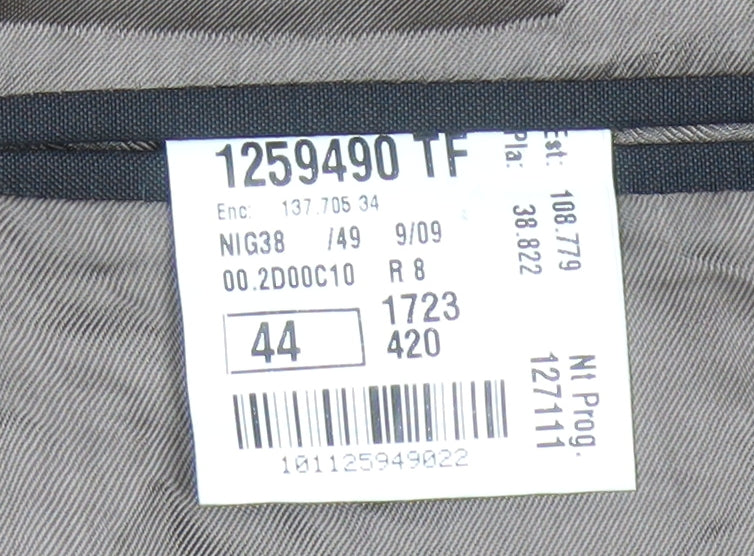 1259490 TF
Enc: 137.705 34
NIG38 /49 9/09
00.2D00C10 R 8
44
1723
420
101125949022
Est: 108.779
Pla: 38.822
Nt Prog.
127111